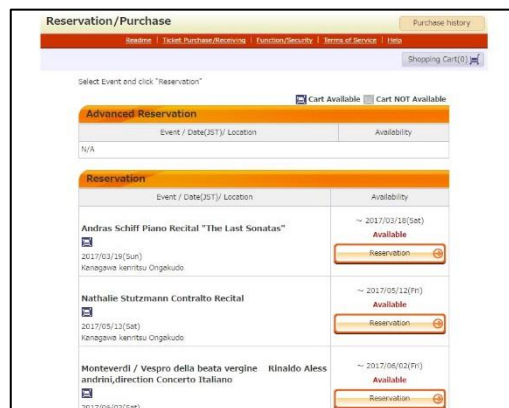 Reservation/Purchase
Purchase history
Readme | Ticket Purchase/Receiving | Function/Security | Terms of Service | Help
Shopping Cart(0)
Select Event and click "Reservation"
Cart Available Cart NOT Available
Advanced Reservation
Event / Date(JST)/ Location Availability
N/A
Reservation
Event / Date(JST)/ Location Availability
Andras Schiff Piano Recital "The Last Sonatas"
2017/03/19(Sun)
Kanagawa kenritsu Ongakudo
~ 2017/03/18(Sat)
Available
Reservation
Nathalie Stutzmann Contralto Recital
2017/05/13(Sat)
Kanagawa kenritsu Ongakudo
~ 2017/05/12(Fri)
Available
Reservation
Monteverdi / Vespro della beata vergine Rinaldo Aless
andrini,direction Concerto Italiano
2017/06/03(Sat)
~ 2017/06/02(Fri)
Available
Reservation